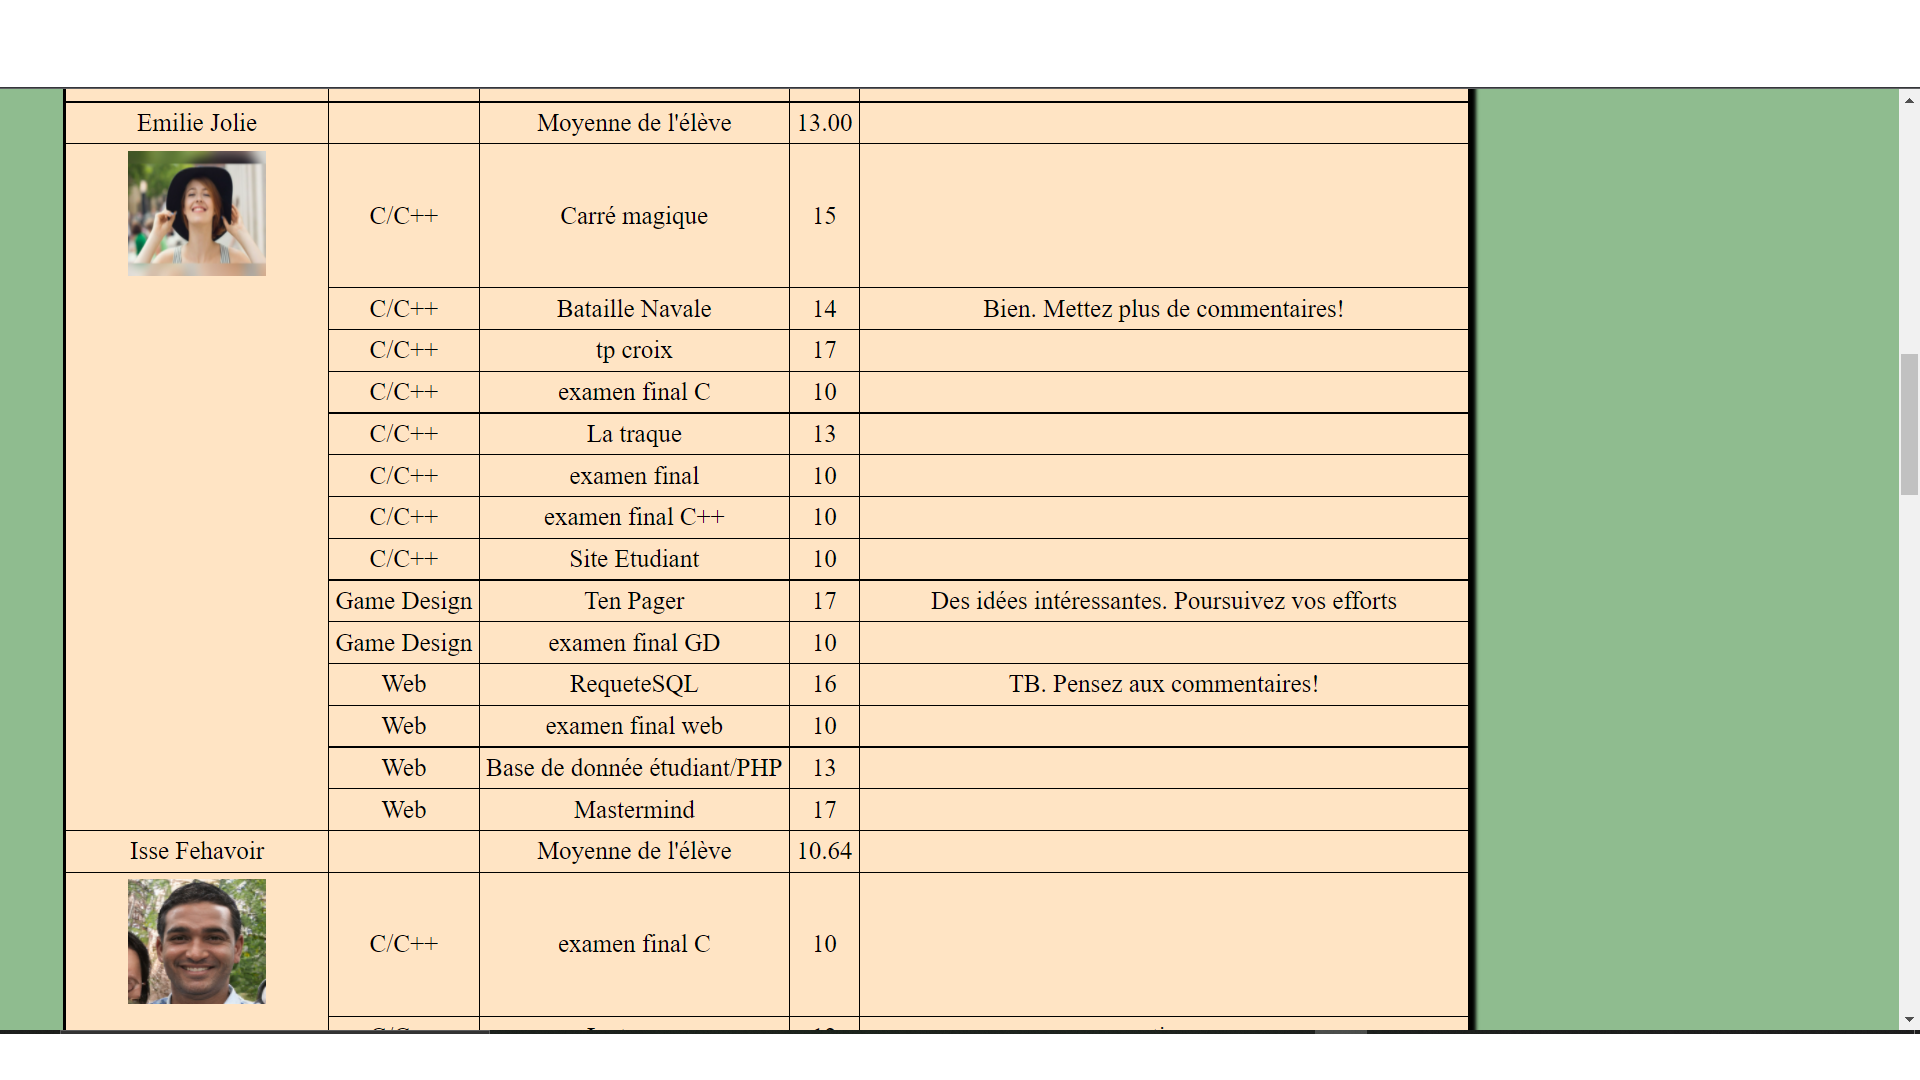 Emilie Jolie Moyenne de l'élève 13.00
C/C++ Carré magique 15
C/C++ Bataille Navale 14 Bien. Mettez plus de commentaires!
C/C++ tp croix 17
C/C++ examen final C 10
C/C++ La traque 13
C/C++ examen final 10
C/C++ examen final C++ 10
C/C++ Site Etudiant 10
Game Design Ten Pager 17 Des idées intéressantes. Poursuivez vos efforts
Game Design examen final GD 10
Web RequeteSQL 16 TB. Pensez aux commentaires!
Web examen final web 10
Web Base de donnée étudiant/PHP 13
Web Mastermind 17
Isse Fehavoir Moyenne de l'élève 10.64
C/C++ examen final C 10